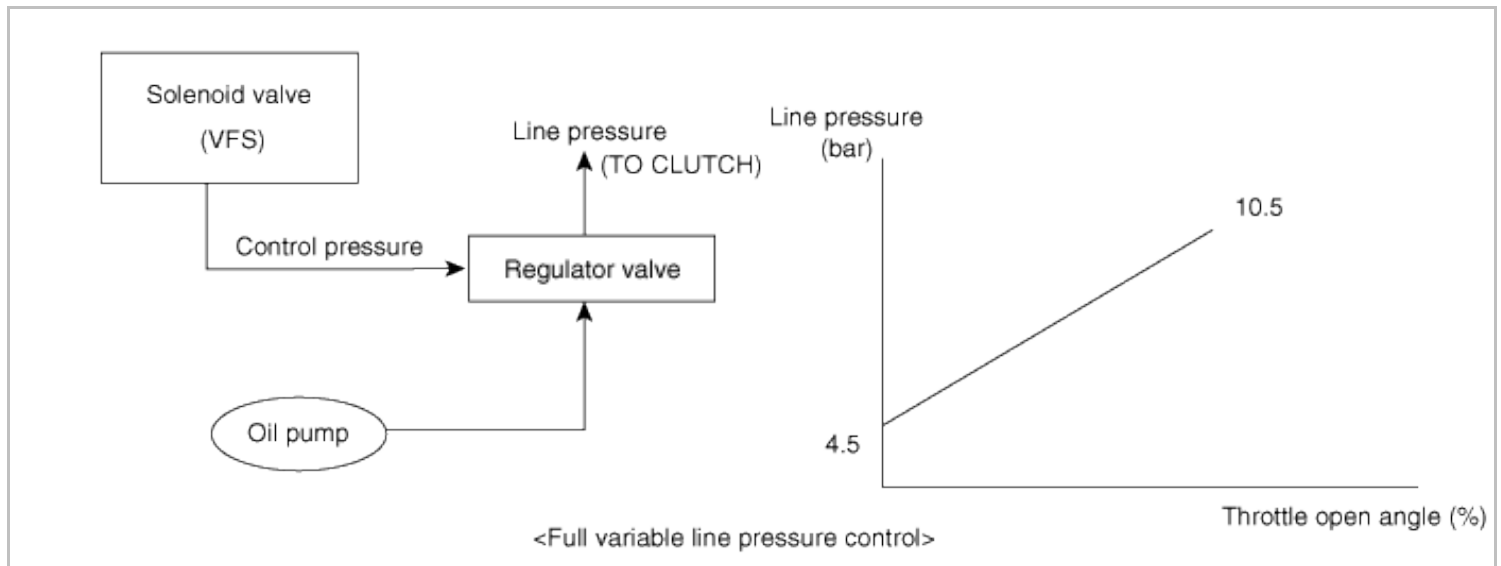 Solenoid valve
(VFS)
Line pressure
(TO CLUTCH)
Control pressure
Regulator valve
Oil pump
Line pressure
(bar)
10.5
4.5
Throttle open angle (%)
<Full variable line pressure control>